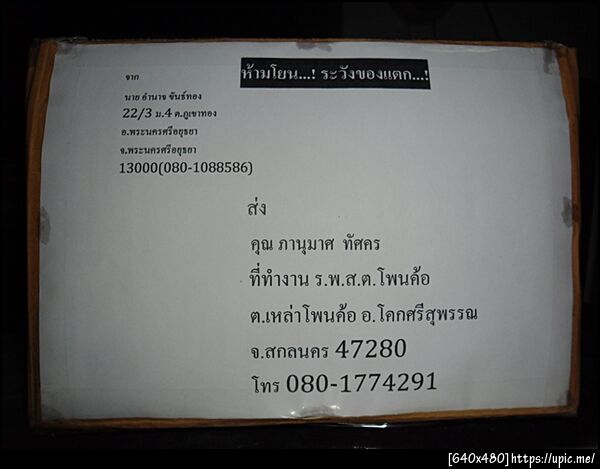 ห้ามโยน...! ระวังของแตก...!
จาก
นาย อำนาจ ขันธ์ทอง
22/3 ม.4 ต.ภูเขาทอง
อ.พระนครศรีอยุธยา
จ.พระนครศรีอยุธยา
13000(080-1088586)
ส่ง
คุณ ภานุมาศ ทัศคร
ที่ทำงาน ร.พ.ส.ต.โพนค้อ
ต.เหล่าโพนค้อ อ.โคกศรีสุพรรณ
จ.สกลนคร 47280
โทร 080-1774291
[640x480]https://upic.me/